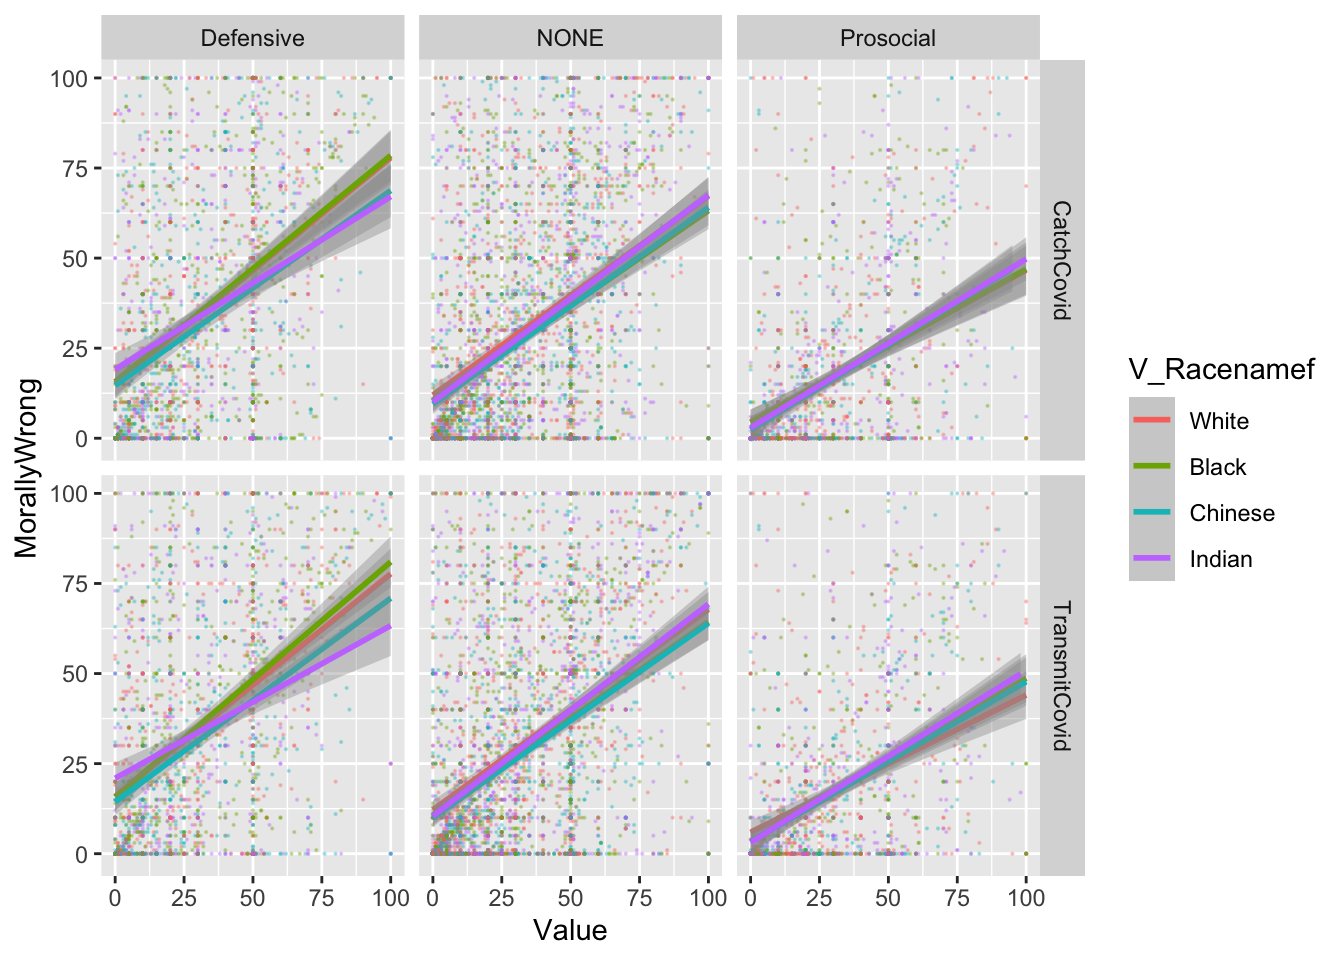 Defensive NONE Prosocial
100
75
50
25
0
CatchCovid
100
75
50
25
0
TransmitCovid
0 25 50 75 100 0 25 50 75 100 0 25 50 75 100
Value
MorallyWrong
V_Racenamef
White
Black
Chinese
Indian